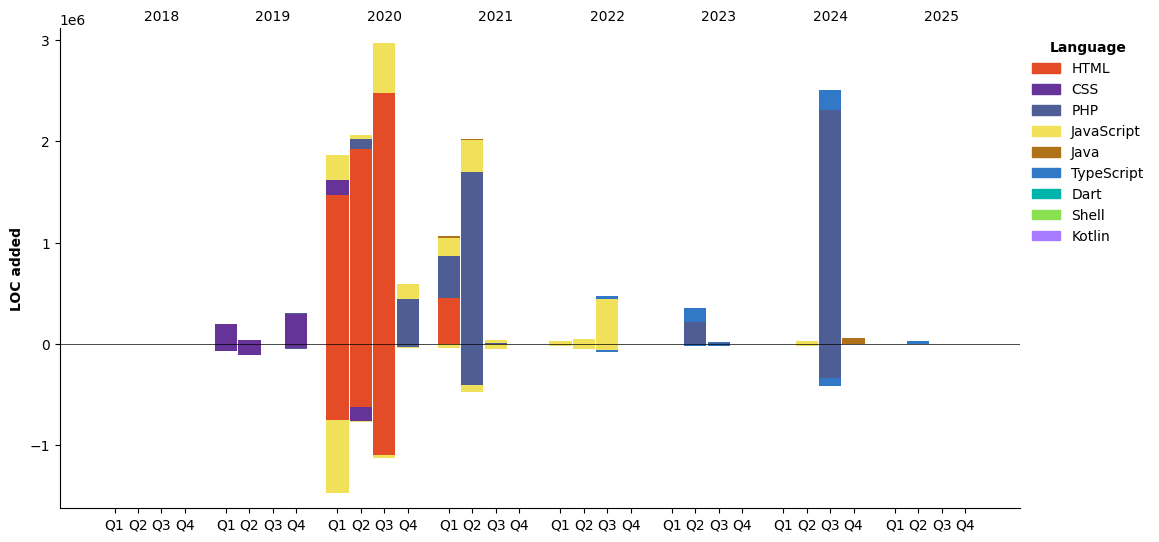 2018 2019 2020 2021 2022 2023 2024 2025
1e6
Language
HTML
CSS
PHP
JavaScript
Java
TypeScript
Dart
Shell
Kotlin
LOC added
3
2
1
0
−1
Q1 Q2 Q3 Q4 Q1 Q2 Q3 Q4 Q1 Q2 Q3 Q4 Q1 Q2 Q3 Q4 Q1 Q2 Q3 Q4 Q1 Q2 Q3 Q4 Q1 Q2 Q3 Q4 Q1 Q2 Q3 Q4